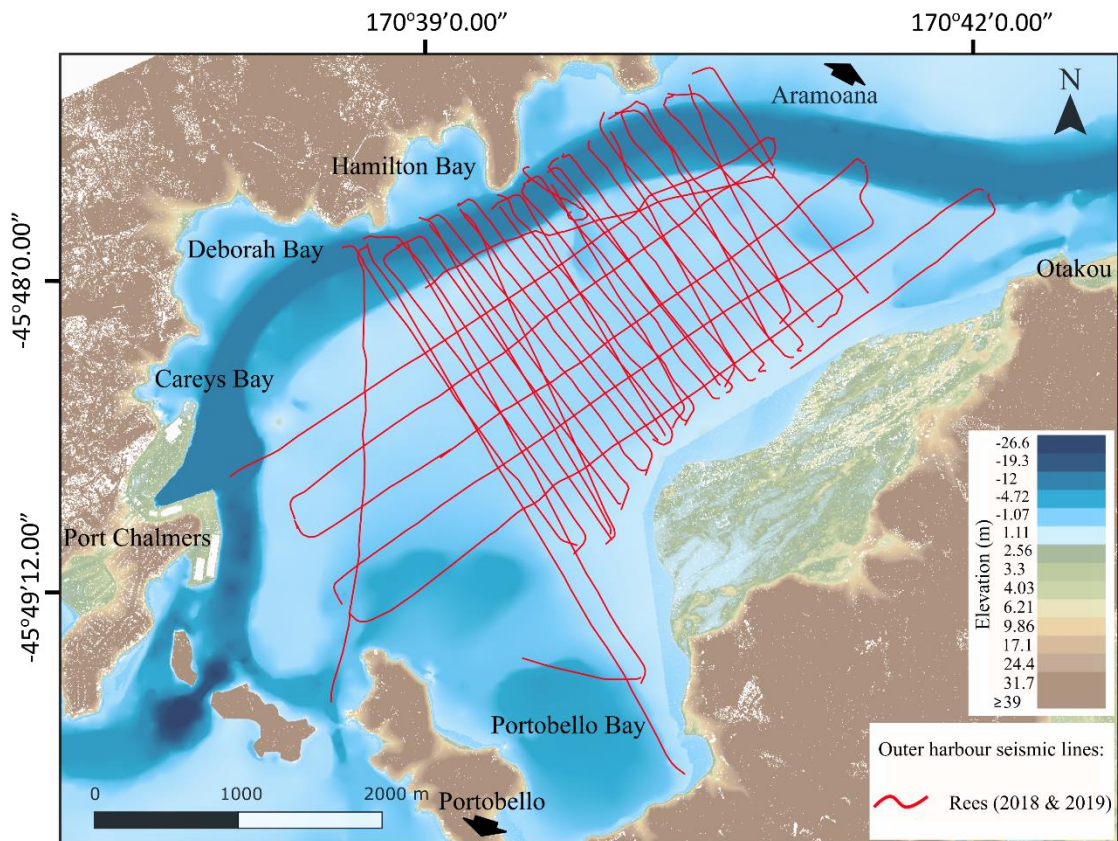 170°39’0.00”
170°42’0.00”
Aramoana
N
Hamilton Bay
Deborah Bay
-45°48’0.00”
Otakou
Careys Bay
Port Chalmers
-45°49’12.00”
Elevation (m)
-26.6
-19.3
-12
-4.72
-1.07
1.11
2.56
3.3
4.03
6.21
9.86
17.1
24.4
31.7
≥39
Portobello Bay
Outer harbour seismic lines:
Rees (2018 & 2019)
0 1000 2000 m
Portobello